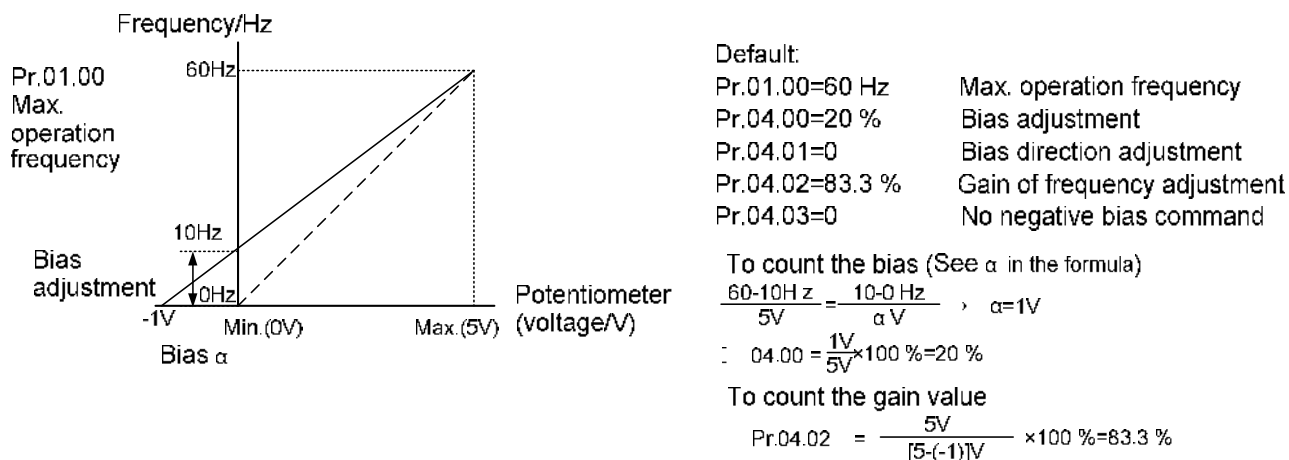 Frequency/Hz
Pr.01.00
Max.
operation
frequency
60Hz
10Hz
Bias
adjustment
0Hz
-1V
Min.(0V)
Max.(5V)
Potentiometer
(voltage/V)
Bias α
Default:
Pr.01.00=60 Hz Max. operation frequency
Pr.04.00=20 % Bias adjustment
Pr.04.01=0 Bias direction adjustment
Pr.04.02=83.3 % Gain of frequency adjustment
Pr.04.03=0 No negative bias command
To count the bias (See α in the formula)
60-10H z
5V
=
10-0 Hz
α V
α=1V
04.00 = 1V
5V
×100 %=20 %
To count the gain value
Pr.04.02 =
5V
[5-(-1)]V
×100 %=83.3 %